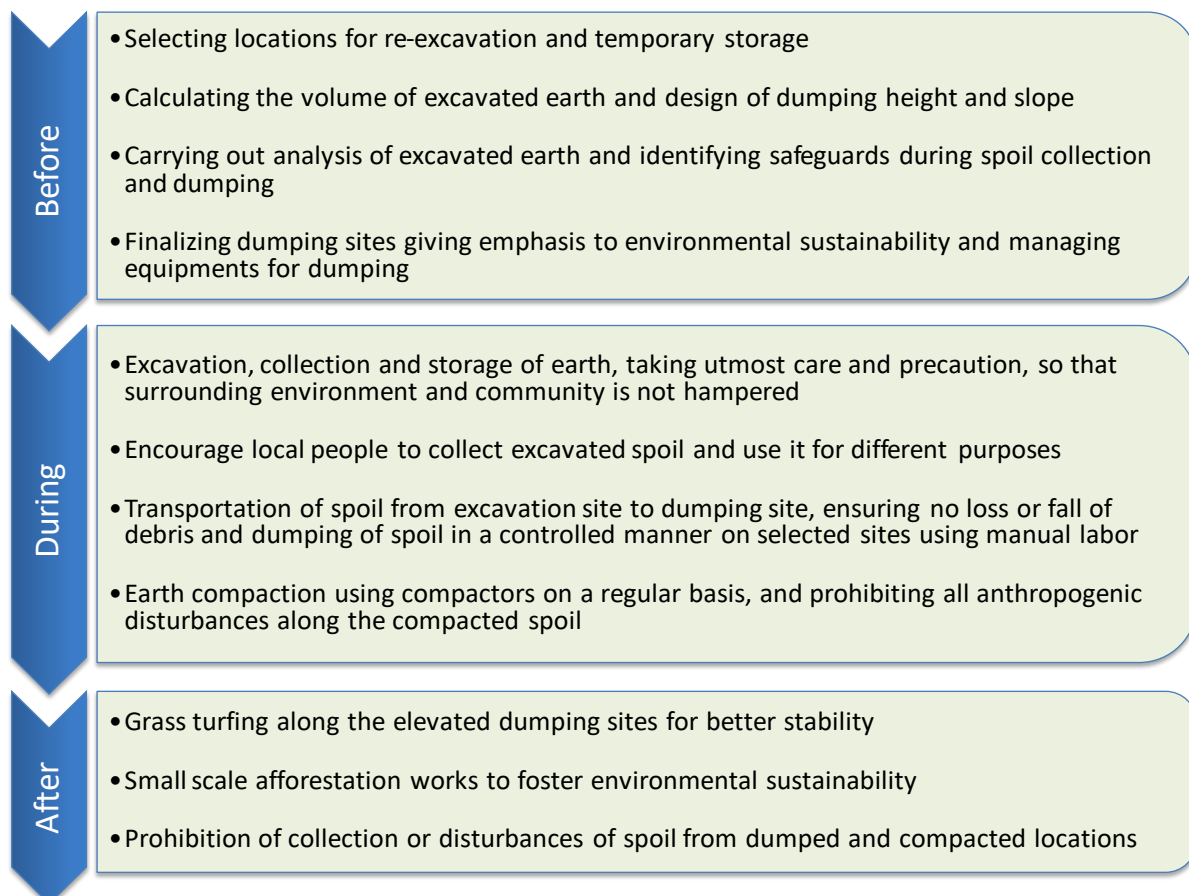 Before
•Selecting locations for re-excavation and temporary storage
•Calculating the volume of excavated earth and design of dumping height and slope
•Carrying out analysis of excavated earth and identifying safeguards during spoil collection
and dumping
•Finalizing dumping sites giving emphasis to environmental sustainability and managing
equipments for dumping
During
•Excavation, collection and storage of earth, taking utmost care and precaution, so that
surrounding environment and community is not hampered
•Encourage local people to collect excavated spoil and use it for different purposes
•Transportation of spoil from excavation site to dumping site, ensuring no loss or fall of
debris and dumping of spoil in a controlled manner on selected sites using manual labor
•Earth compaction using compactors on a regular basis, and prohibiting all anthropogenic
disturbances along the compacted spoil
After
•Grass turfing along the elevated dumping sites for better stability
•Small scale afforestation works to foster environmental sustainability
•Prohibition of collection or disturbances of spoil from dumped and compacted locations